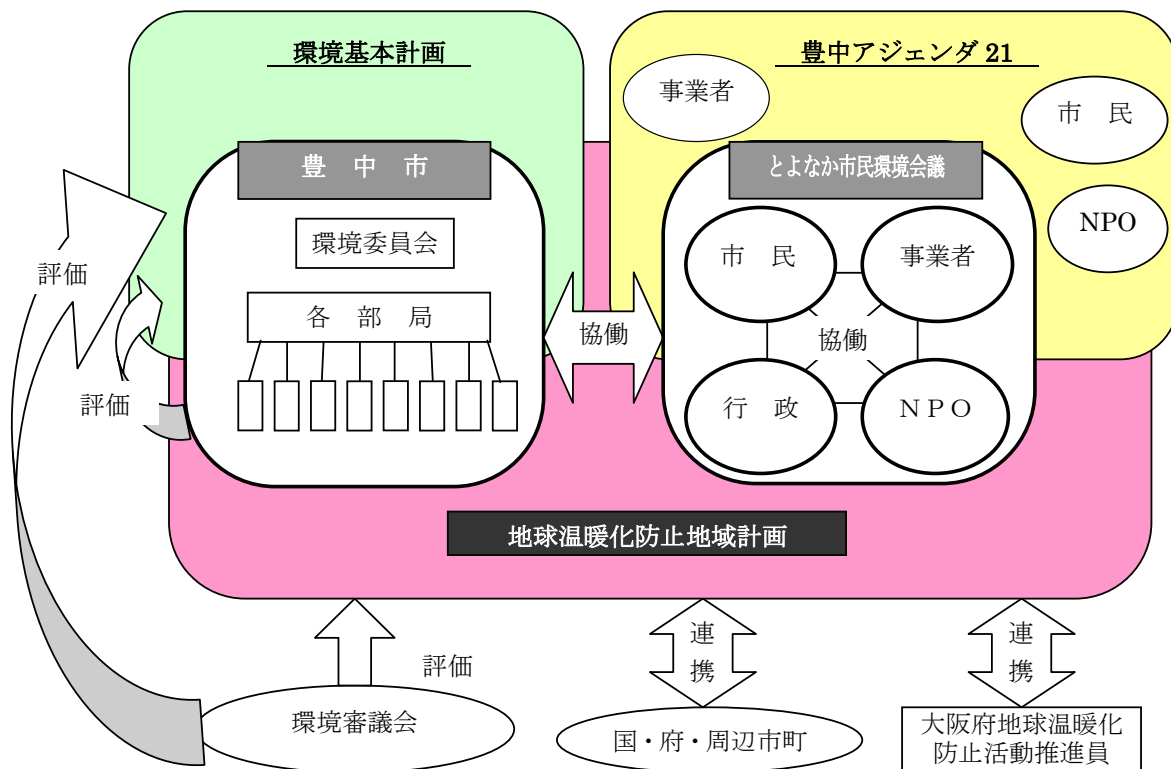 環境基本計画
豊中アジェンダ 21
事業者
市 民
NPO
豊 中 市
とよなか市民環境会議
環境委員会
各 部 局
市 民
事業者
協働
行 政
NPO
協働
評価
評価
地球温暖化防止地域計画
評価
連携
連携
環境審議会
国・府・周辺市町
大阪府地球温暖化
防止活動推進員